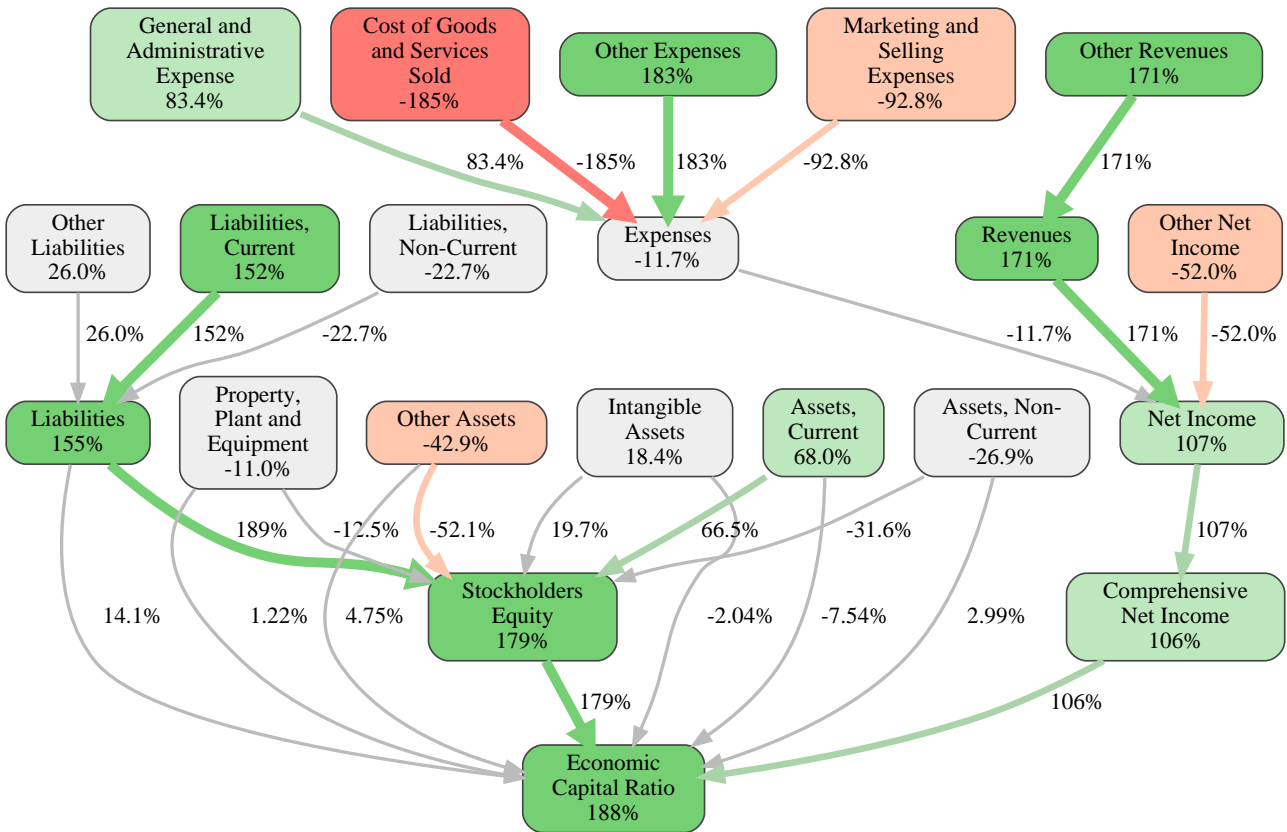 General and
Administrative
Expense
83.4%
Cost of Goods
and Services
Sold
-185%
Other Expenses
183%
Marketing and
Selling
Expenses
-92.8%
Other Revenues
171%
83.4%
-185%
183%
-92.8%
171%
Other
Liabilities
26.0%
Liabilities,
Current
152%
Liabilities,
Non-Current
-22.7%
Expenses
-11.7%
Revenues
171%
Other Net
Income
-52.0%
26.0%
152%
-22.7%
-11.7%
171%
-52.0%
Liabilities
155%
Property,
Plant and
Equipment
-11.0%
Other Assets
-42.9%
Intangible
Assets
18.4%
Assets,
Current
68.0%
Assets, Non-
Current
-26.9%
Net Income
107%
189%
-12.5%
-52.1%
19.7%
66.5%
-31.6%
107%
14.1%
1.22%
4.75%
Stockholders
Equity
179%
-2.04%
-7.54%
2.99%
Comprehensive
Net Income
106%
179%
106%
Economic
Capital Ratio
188%